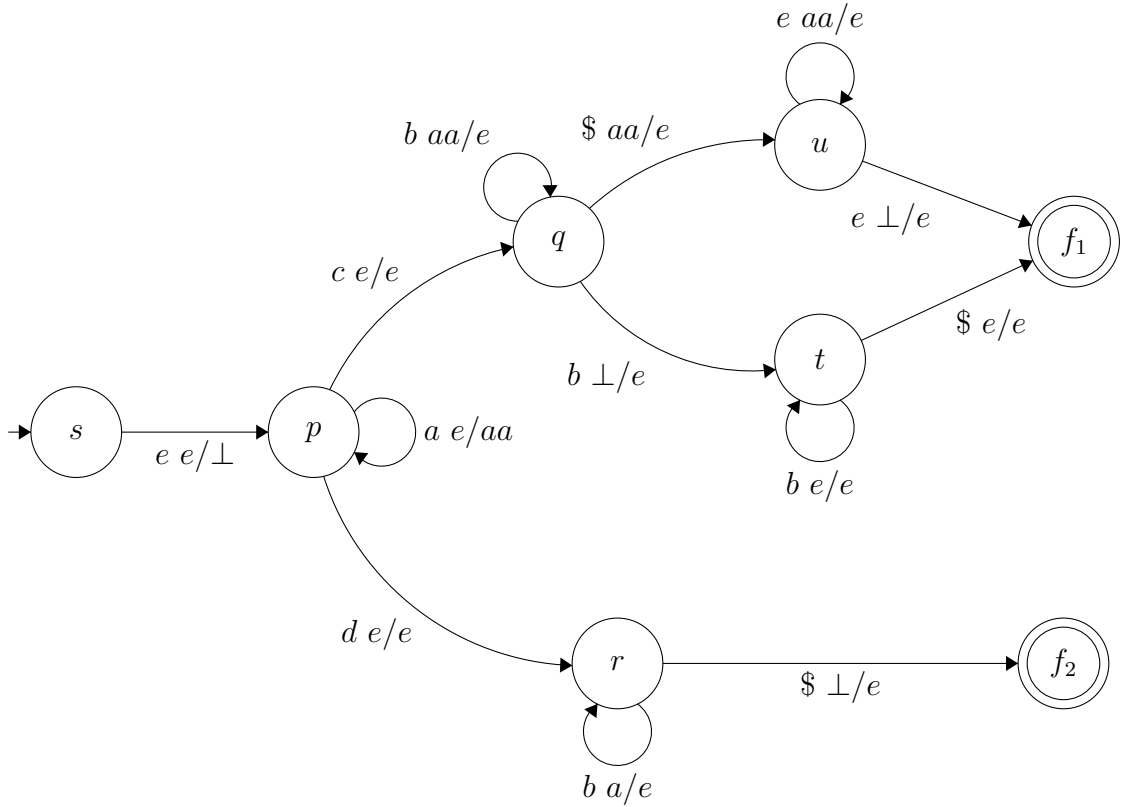 e aa/e
b aa/e
$ aa/e
u
q
e ⊥/e
f₁
c e/e
$ e/e
b ⊥/e
t
s
p
a e/aa
e e/⊥
b e/e
d e/e
r
$ ⊥/e
f₂
b a/e